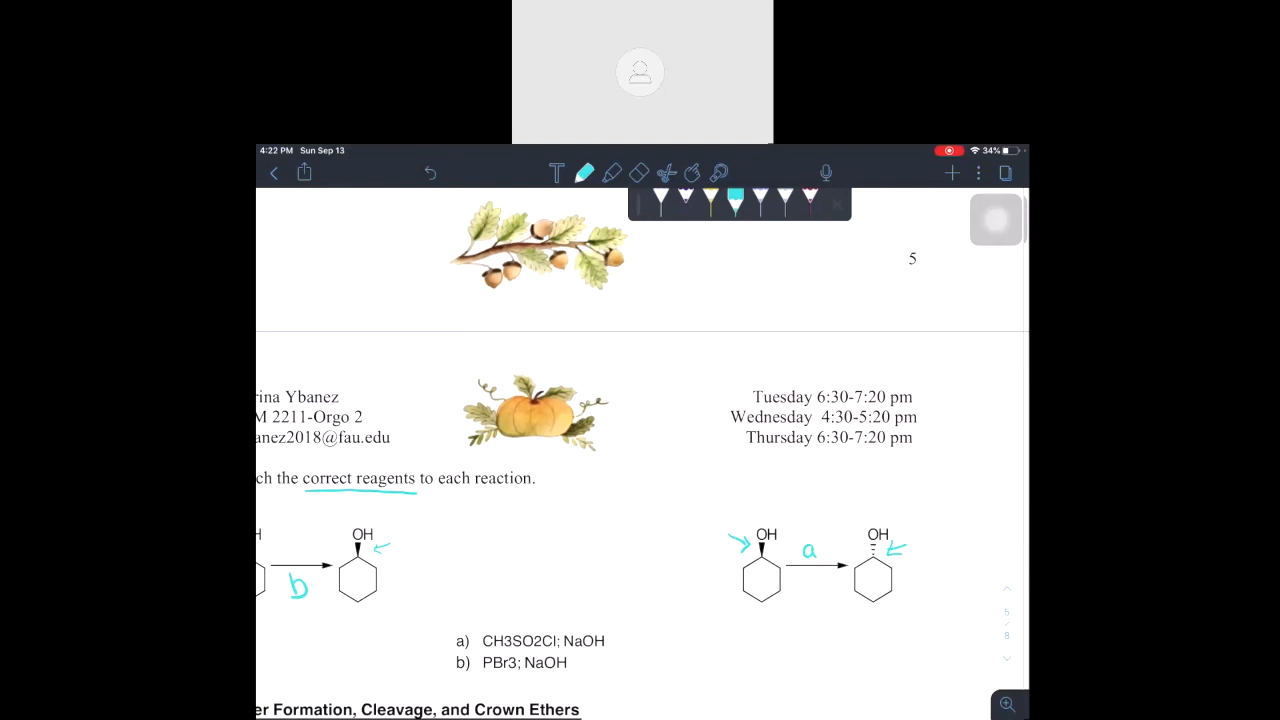 4:22 PM Sun Sep 13
34%
T
5
rina Ybanez
M 2211-Orgo 2
anez2018@fau.edu
Tuesday 6:30-7:20 pm
Wednesday 4:30-5:20 pm
Thursday 6:30-7:20 pm
ch the correct reagents to each reaction.
H OH OH OH
b a
5
/
8
a) CH3SO2Cl; NaOH
b) PBr3; NaOH
er Formation, Cleavage, and Crown Ethers